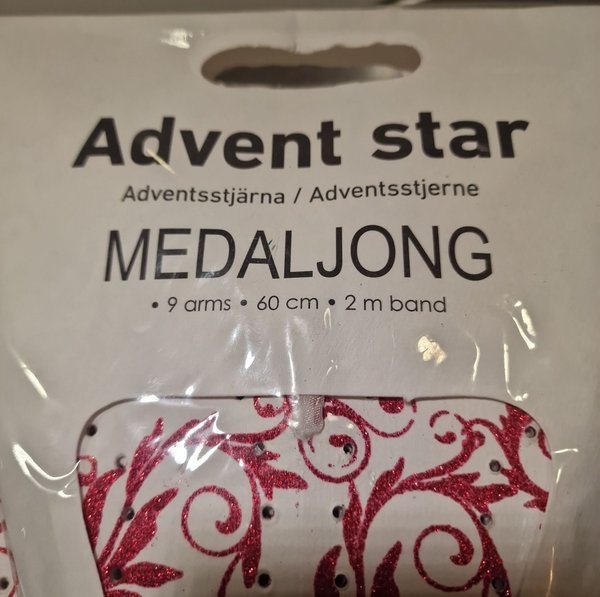 Advent star
Adventsstjärna / Adventsstjerne
MEDALJONG
• 9 arms • 60 cm • 2 m band